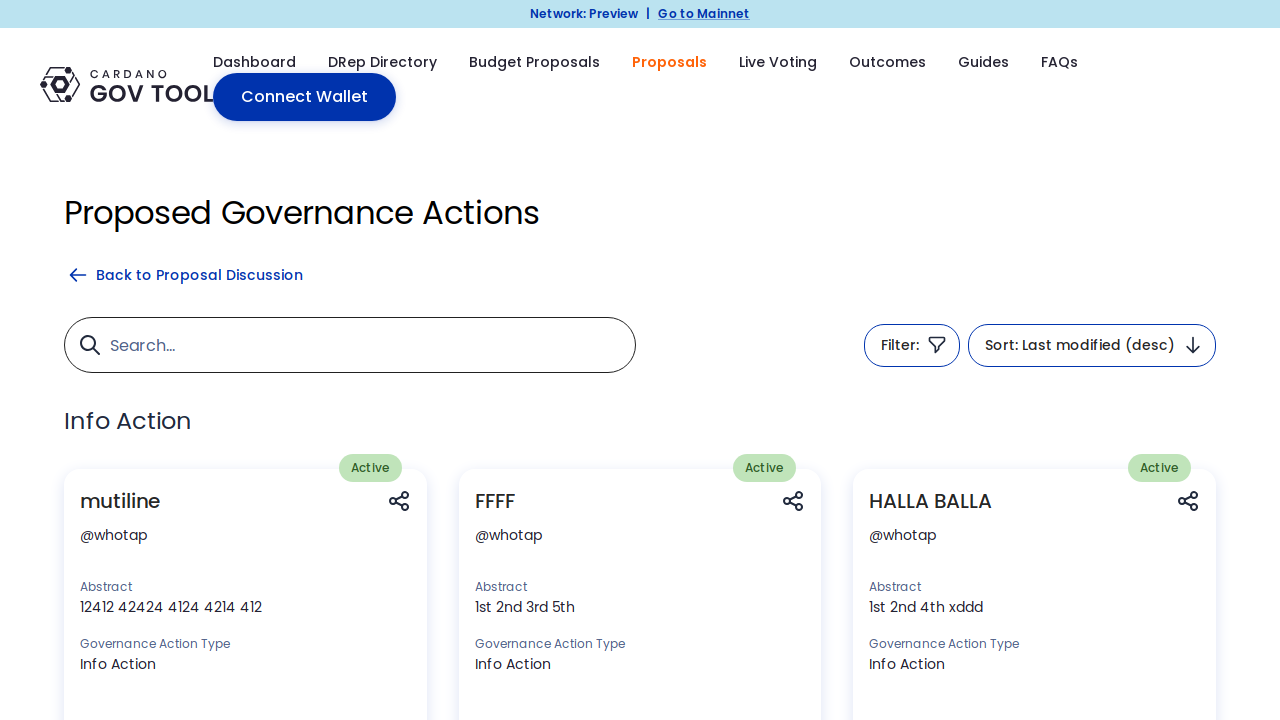 Network: Preview | Go to Mainnet
CARDANO
GOV TOOL
Dashboard DRep Directory Budget Proposals Proposals Live Voting Outcomes Guides FAQs
Connect Wallet
Proposed Governance Actions
Back to Proposal Discussion
Search...
Filter:
Sort: Last modified (desc)
Info Action
Active
mutiline
@whotap
Abstract
12412 42424 4124 4214 412
Governance Action Type
Info Action
Active
FFFF
@whotap
Abstract
1st 2nd 3rd 5th
Governance Action Type
Info Action
Active
HALLA BALLA
@whotap
Abstract
1st 2nd 4th xddd
Governance Action Type
Info Action